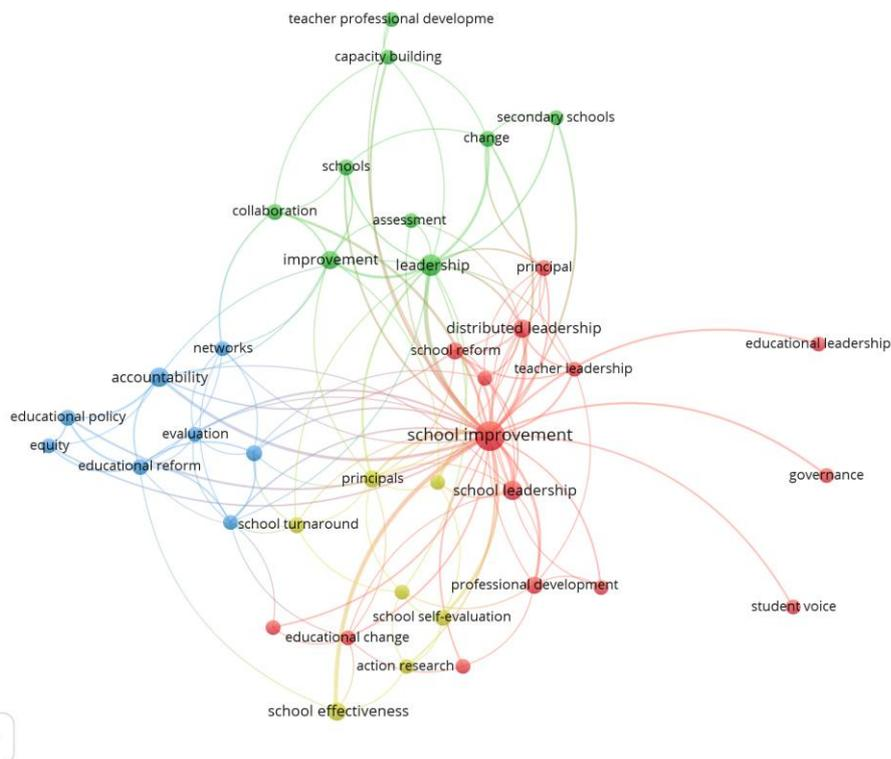 teacher professional developme
capacity building
secondary schools
change
schools
collaboration
assessment
improvement
leadership
principal
distributed leadership
educational leadership
networks
school reform
teacher leadership
accountability
educational policy
evaluation
school improvement
equity
educational reform
principals
governance
school leadership
school turnaround
professional development
student voice
school self-evaluation
educational change
action research
school effectiveness